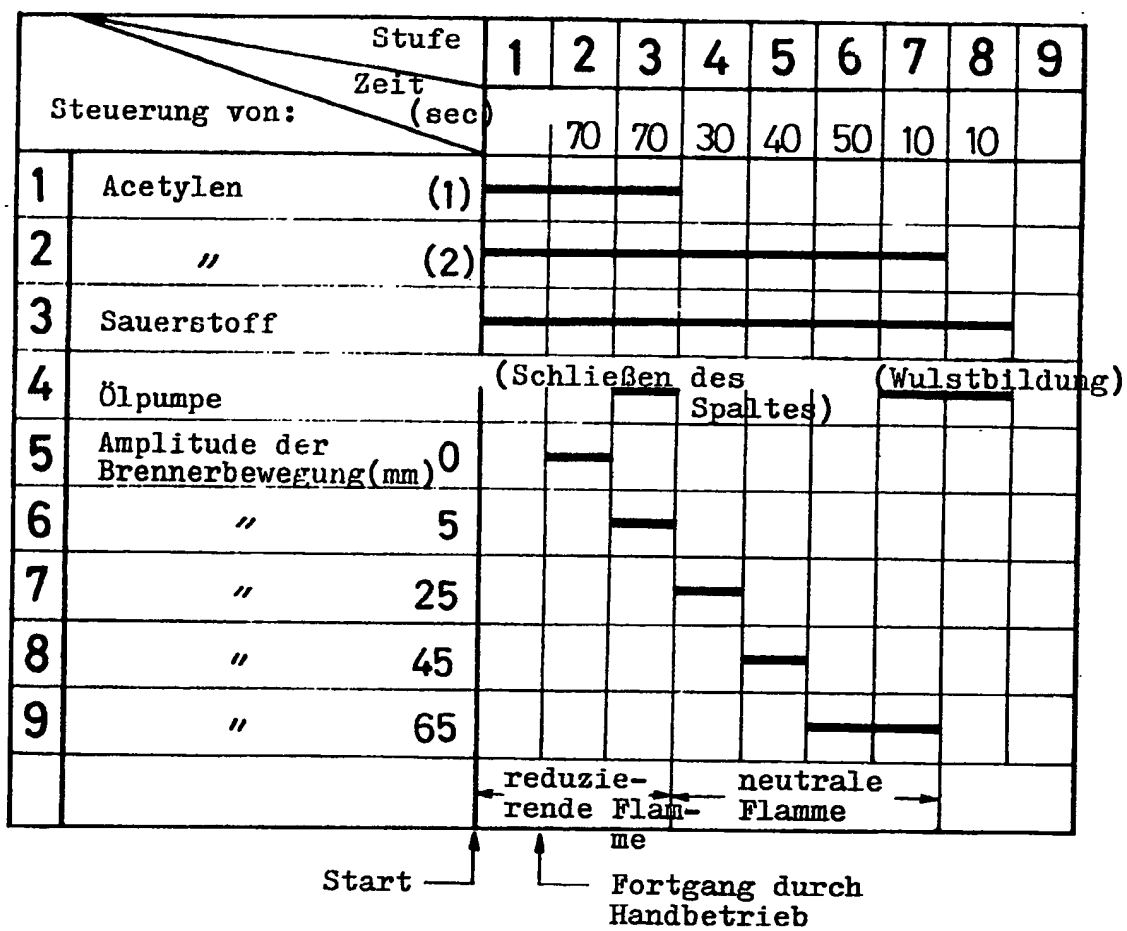 Stufe 1 2 3 4 5 6 7 8 9
Zeit
(sec) 70 70 30 40 50 10 10
Steuerung von:
1 Acetylen (1)
2 〃 (2)
3 Sauerstoff
4 Ölpumpe (Schließen des Spaltes) (Wulstbildung)
5 Amplitude der
Brennerbewegung(mm) 0
6 〃 5
7 〃 25
8 〃 45
9 〃 65
reduzie-
rende Flam-
me
neutrale
Flamme
Start
Fortgang durch
Handbetrieb